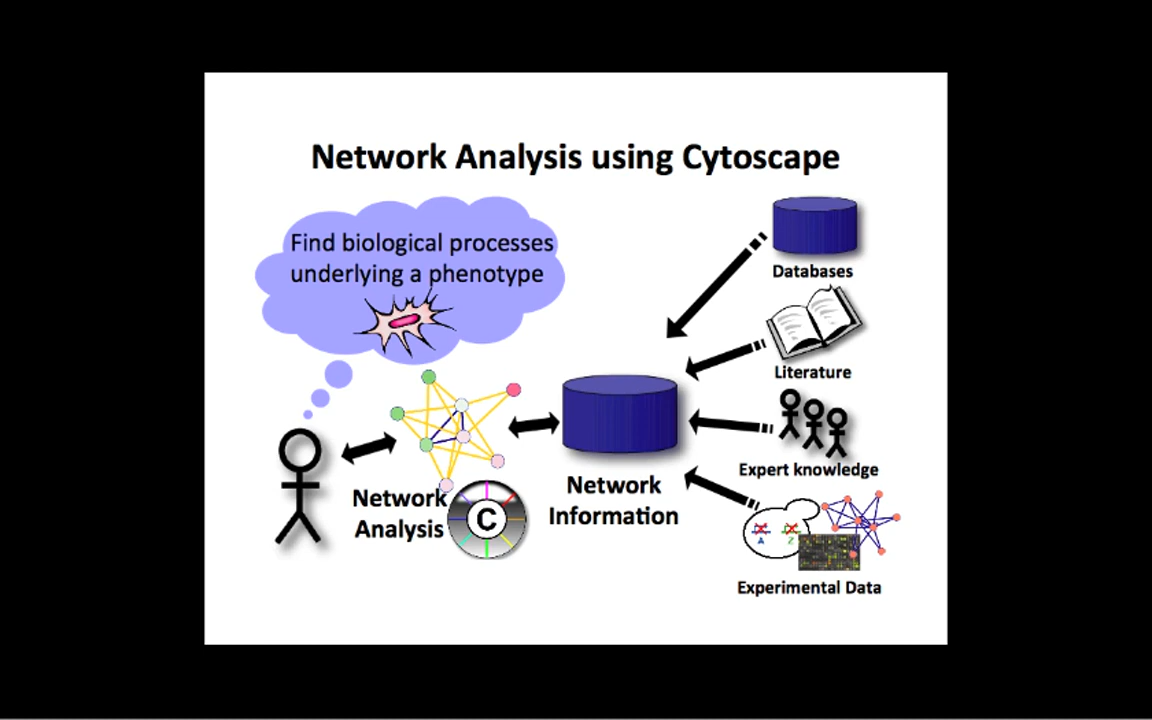 Network Analysis using Cytoscape
Find biological processes
underlying a phenotype
Databases
Literature
Expert knowledge
A
Z
Experimental Data
Network
Information
Network
Analysis
C